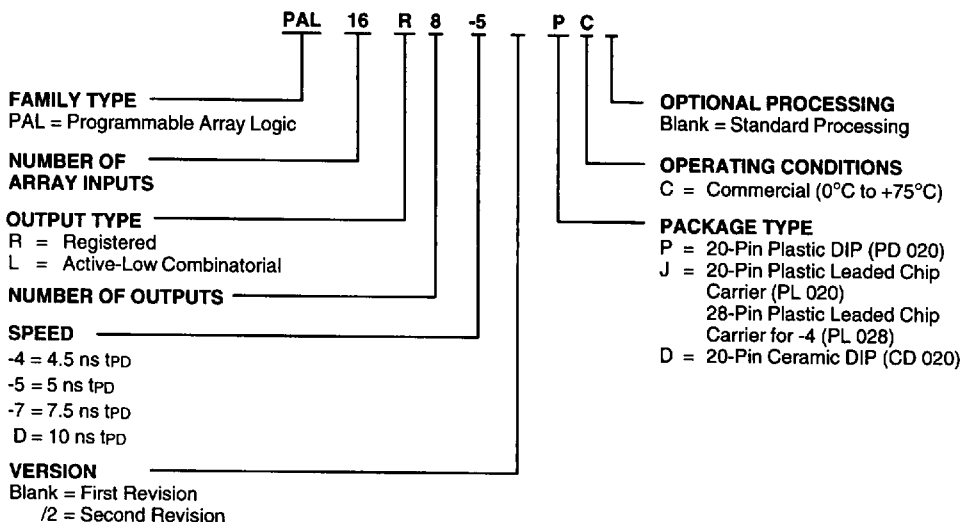 PAL 16 R 8 -5 P C
FAMILY TYPE
PAL = Programmable Array Logic
NUMBER OF
ARRAY INPUTS
OUTPUT TYPE
R = Registered
L = Active-Low Combinatorial
NUMBER OF OUTPUTS
SPEED
-4 = 4.5 ns tPD
-5 = 5 ns tPD
-7 = 7.5 ns tPD
D = 10 ns tPD
VERSION
Blank = First Revision
/2 = Second Revision
OPTIONAL PROCESSING
Blank = Standard Processing
OPERATING CONDITIONS
C = Commercial (0°C to +75°C)
PACKAGE TYPE
P = 20-Pin Plastic DIP (PD 020)
J = 20-Pin Plastic Leaded Chip
Carrier (PL 020)
28-Pin Plastic Leaded Chip
Carrier for -4 (PL 028)
D = 20-Pin Ceramic DIP (CD 020)